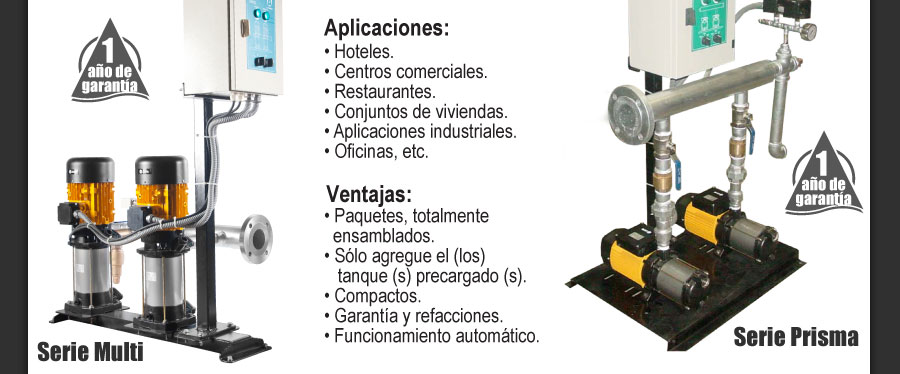 1
año de
garantía
Aplicaciones:
• Hoteles.
• Centros comerciales.
• Restaurantes.
• Conjuntos de viviendas.
• Aplicaciones industriales.
• Oficinas, etc.
Ventajas:
• Paquetes, totalmente
ensamblados.
• Sólo agregue el (los)
tanque (s) precargado (s).
• Compactos.
• Garantía y refacciones.
• Funcionamiento automático.
Serie Multi
1
año de
garantía
Serie Prisma